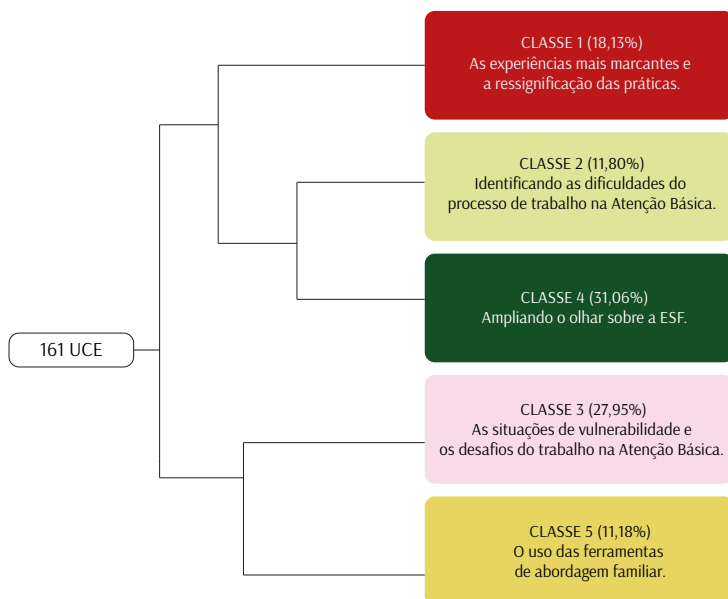 CLASSE 1 (18,13%)
As experiências mais marcantes e
a ressignificação das práticas.
CLASSE 2 (11,80%)
Identificando as dificuldades do
processo de trabalho na Atenção Básica.
CLASSE 4 (31,06%)
Ampliando o olhar sobre a ESF.
161 UCE
CLASSE 3 (27,95%)
As situações de vulnerabilidade e
os desafios do trabalho na Atenção Básica.
CLASSE 5 (11,18%)
O uso das ferramentas
de abordagem familiar.